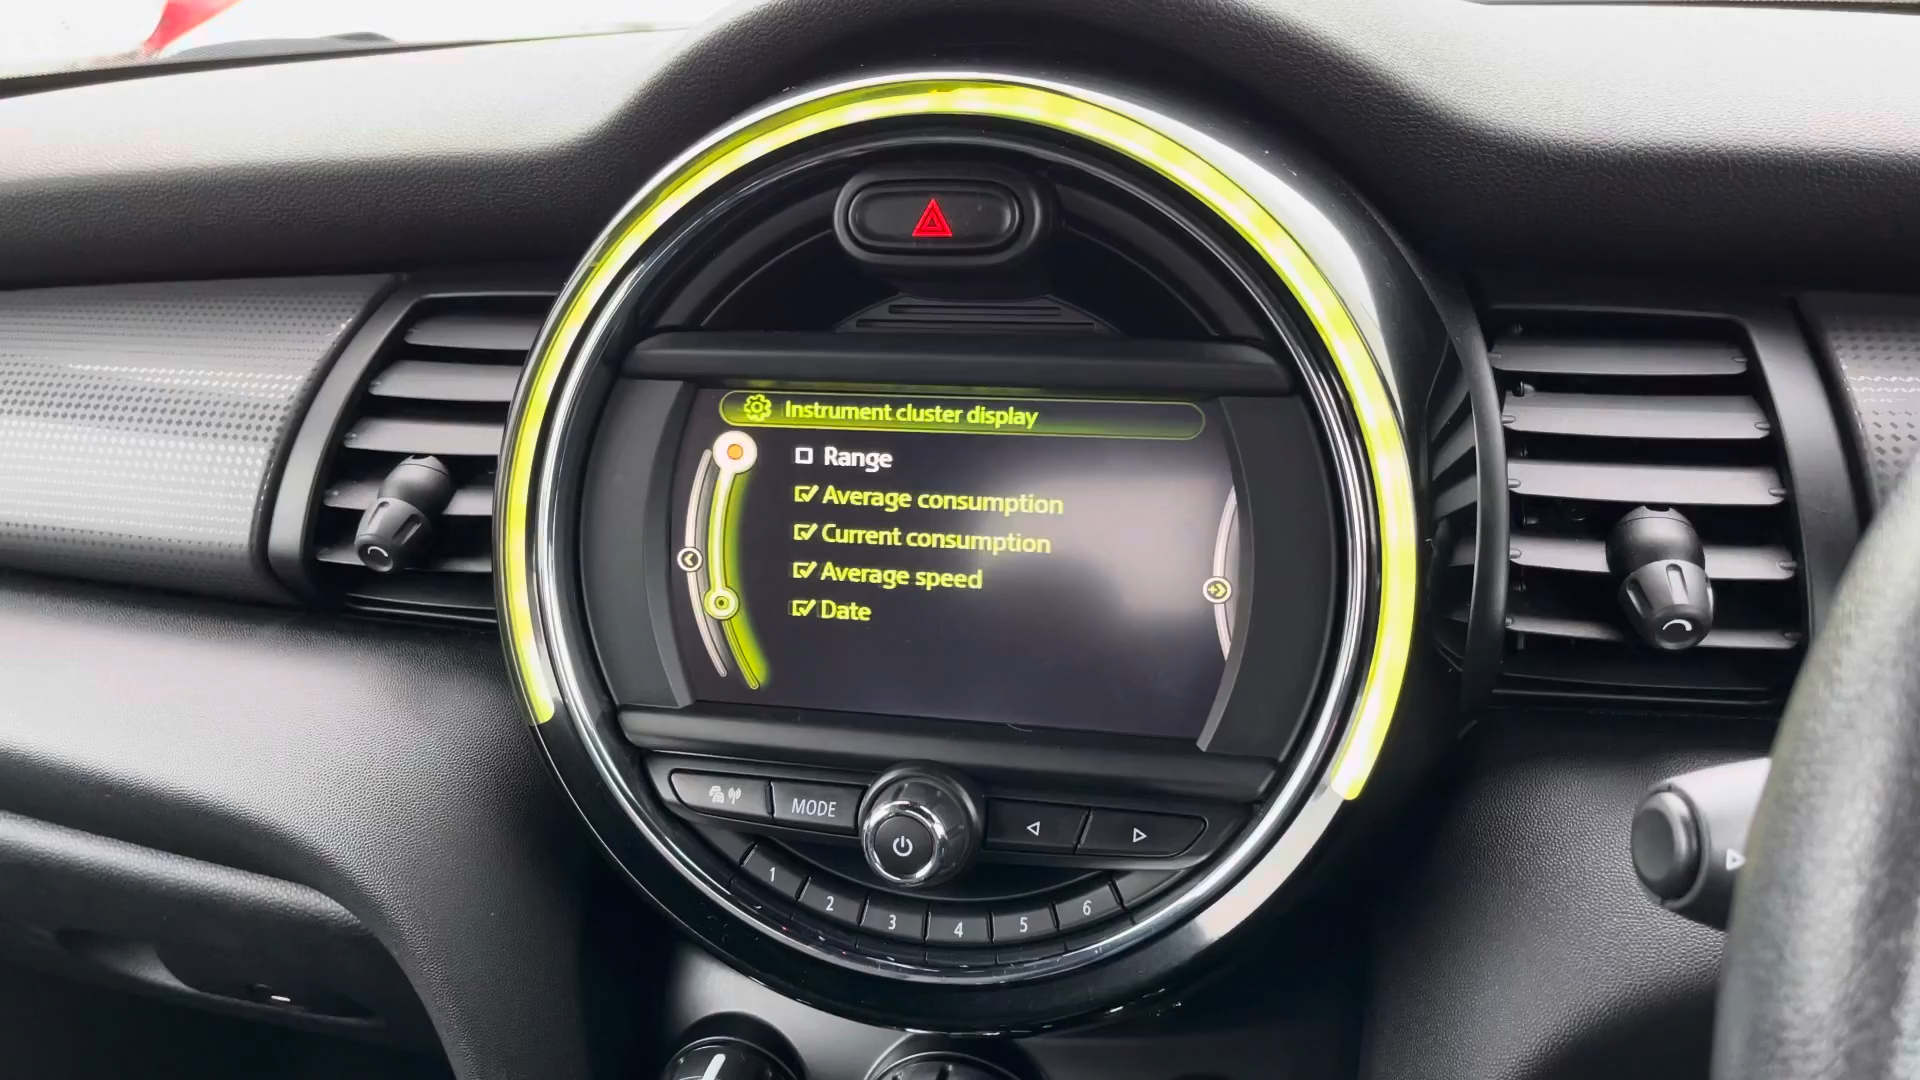 Instrument cluster display
Range
Average consumption
Current consumption
Average speed
Date
MODE
1
2
3
4
5
6